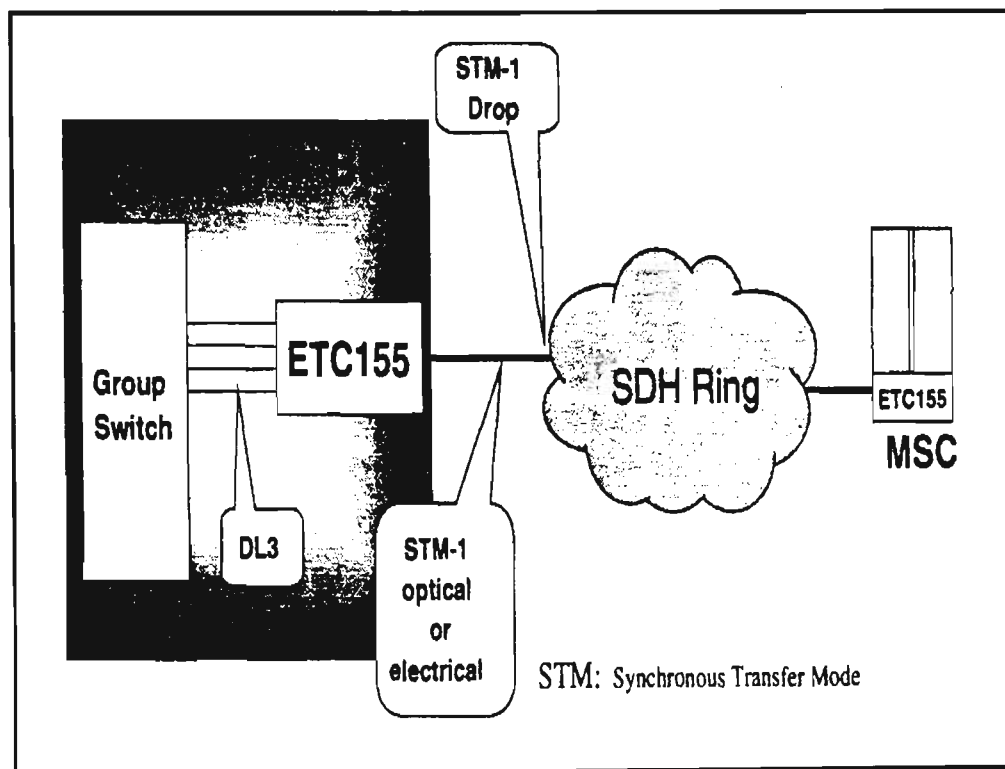 STM-1
Drop
Group
Switch
ETC155
SDH Ring
ETC155
MSC
DL3
STM-1
optical
or
electrical
STM: Synchronous Transfer Mode